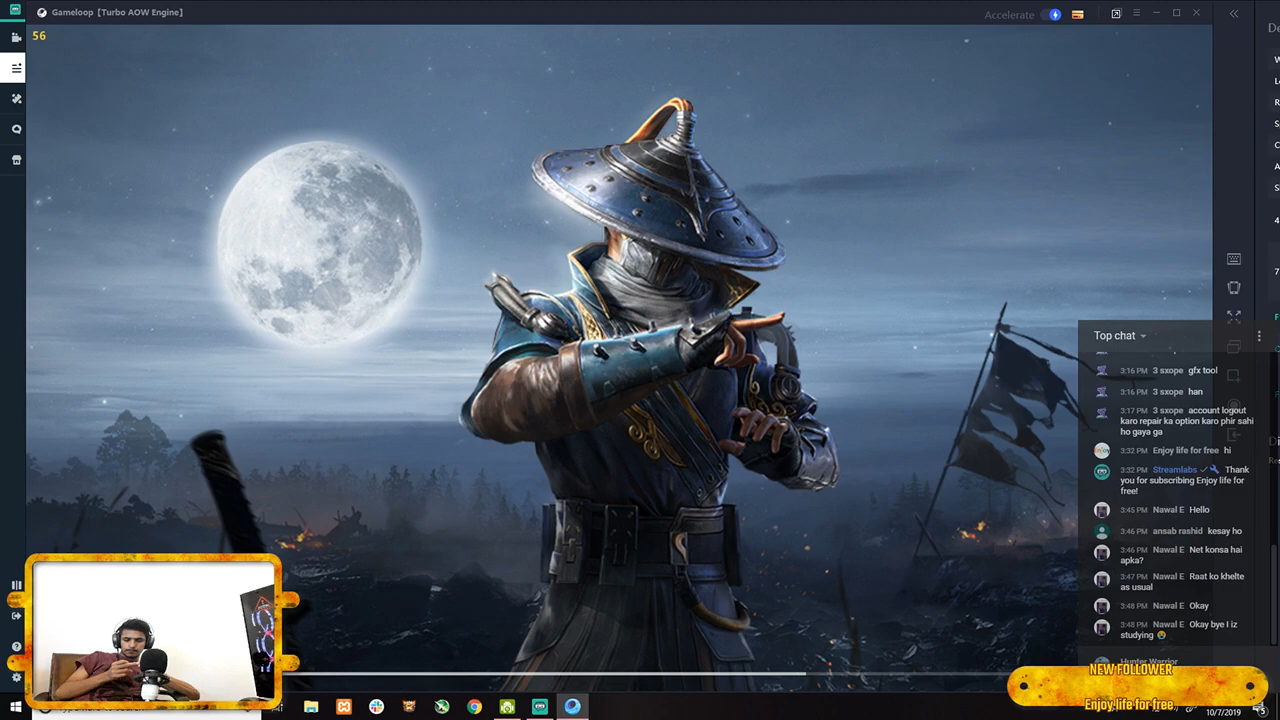 Gameloop [Turbo AOW Engine]
Accelerate
56
Top chat
3:16 PM 3 sxope gfx tool
3:16 PM 3 sxope han
3:17 PM 3 sxope account logout
karo repair ka option karo phir sahi
ho gaya ga
3:32 PM Enjoy life for free hi
3:32 PM Streamlabs Thank
you for subscribing Enjoy life for
free!
3:45 PM Nawal E Hello
3:46 PM ansab rashid kesay ho
3:46 PM Nawal E Net konsa hai
apka?
3:47 PM Nawal E Raat ko khelte
as usual
3:48 PM Nawal E Okay
3:48 PM Nawal E Okay bye I iz
studying
Hunter Warrior
NEW FOLLOWER
Enjoy life for free
10/7/2019
5